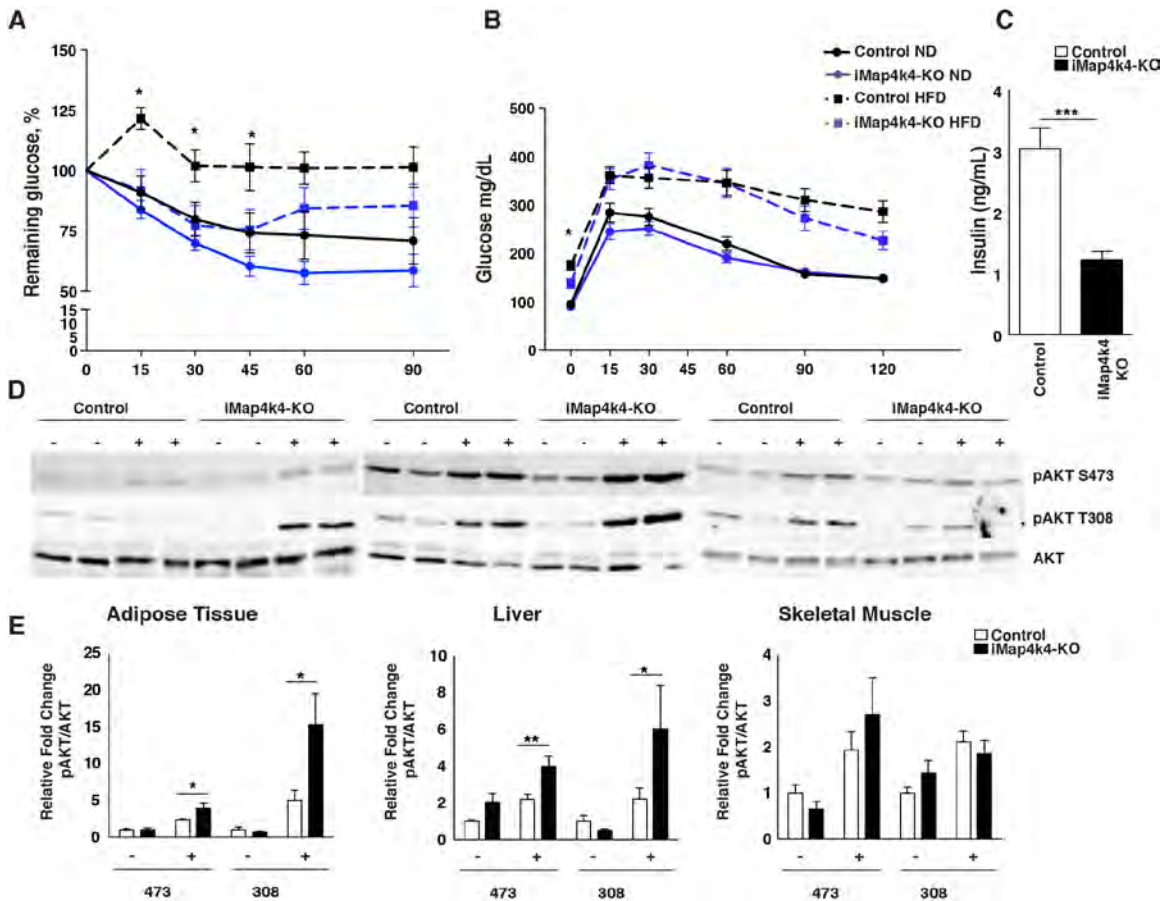 A
B
C
Control
iMap4k4-KO
Control ND
iMap4k4-KO ND
Control HFD
iMap4k4-KO HFD
Remaining glucose, %
150
125
100
75
50
15
10
5
0
0 15 30 45 60 90
*
*
*
Glucose mg/dL
500
400
300
200
100
0
0 15 30 45 60 90 120
*
Insulin (ng/mL)
4
3
2
1
0
***
Control
iMap4k4
KO
D
Control iMap4k4-KO Control iMap4k4-KO Control iMap4k4-KO
- - + + - - + + - - + + - - + + - - + + - - + +
pAKT S473
pAKT T308
AKT
E
Adipose Tissue
Liver
Skeletal Muscle
Control
iMap4k4-KO
Relative Fold Change
pAKT/AKT
25
20
15
10
5
0
*
*
- + - +
473 308
Relative Fold Change
pAKT/AKT
10
8
6
4
2
0
**
*
- + - +
473 308
Relative Fold Change
pAKT/AKT
4
3
2
1
0
- + - +
473 308